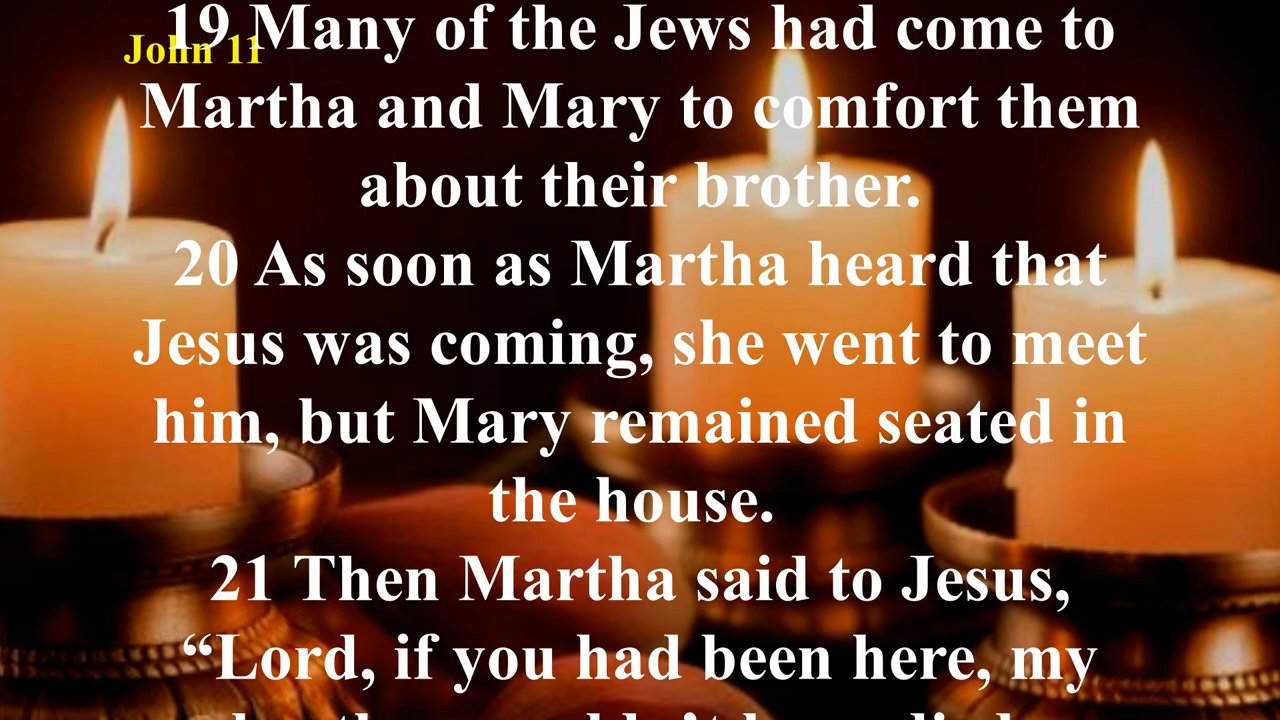 John 11
19 Many of the Jews had come to
Martha and Mary to comfort them
about their brother.
20 As soon as Martha heard that
Jesus was coming, she went to meet
him, but Mary remained seated in
the house.
21 Then Martha said to Jesus,
“Lord, if you had been here, my